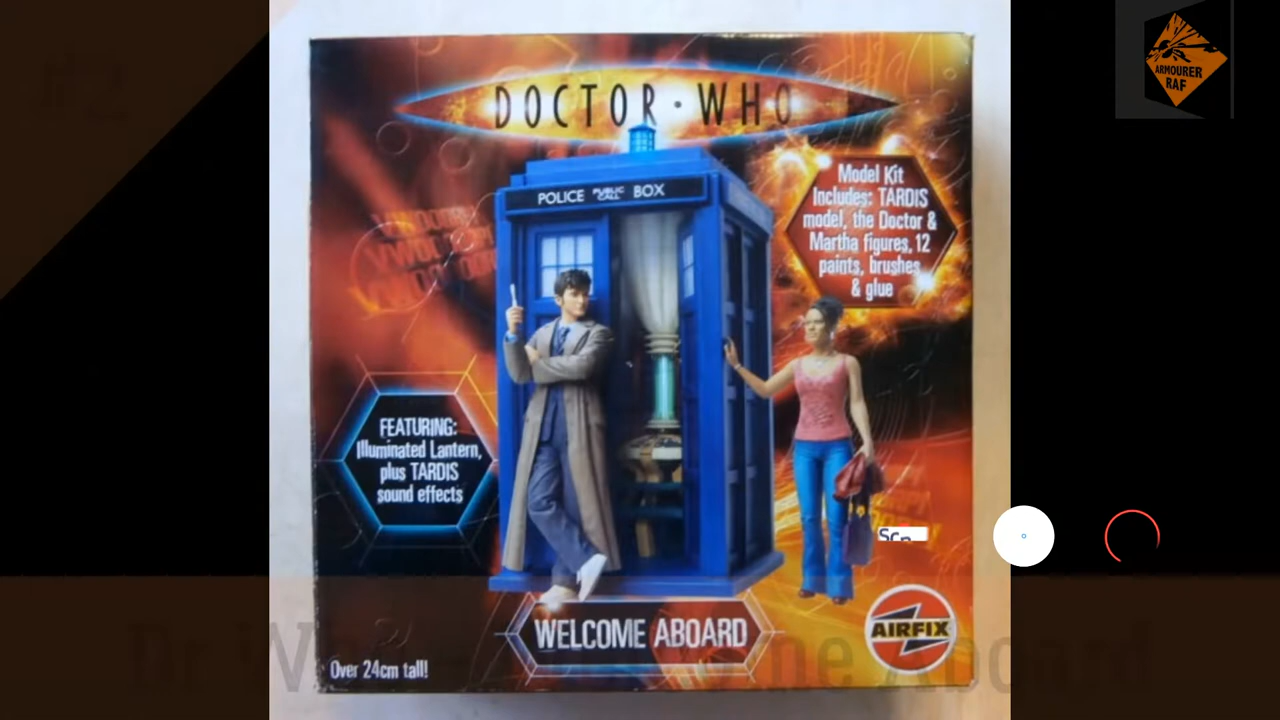 ARMOURER
RAF
DOCTOR·WHO
POLICE PUBLIC CALL BOX
Model Kit
Includes: TARDIS
model, the Doctor &
Martha figures, 12
paints, brushes
& glue
FEATURING:
Illuminated Lantern,
plus TARDIS
sound effects
WELCOME ABOARD
AIRFIX
Over 24cm tall!